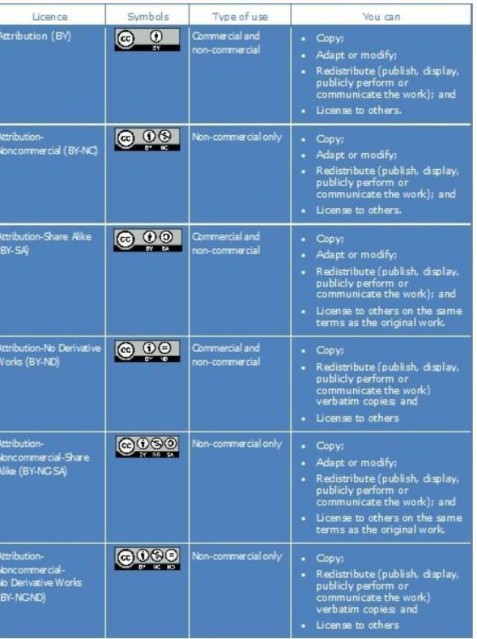 Licence Symbols Type of use You can
Attribution (BY)
BY
Commercial and
non-commercial
• Copy;
• Adapt or modify;
• Redistribute (publish, display,
publicly perform or
communicate the work); and
• License to others.
Attribution-
Noncommercial (BY-NC)
BY NC
Non-commercial only
• Copy;
• Adapt or modify;
• Redistribute (publish, display,
publicly perform or
communicate the work); and
• License to others.
Attribution-Share Alike
(BY-SA)
BY SA
Commercial and
non-commercial
• Copy;
• Adapt or modify;
• Redistribute (publish, display,
publicly perform or
communicate the work); and
• License to others on the same
terms as the original work.
Attribution-No Derivative
Works (BY-ND)
BY ND
Commercial and
non-commercial
• Copy;
• Redistribute (publish, display,
publicly perform or
communicate the work)
verbatim copies; and
• License to others
Attribution-
Noncommercial-Share
Alike (BY-NC-SA)
BY NC SA
Non-commercial only
• Copy;
• Adapt or modify;
• Redistribute (publish, display,
publicly perform or
communicate the work); and
• License to others on the same
terms as the original work.
Attribution-
Noncommercial-
No Derivative Works
(BY-NC-ND)
BY NC ND
Non-commercial only
• Copy;
• Redistribute (publish, display,
publicly perform or
communicate the work)
verbatim copies; and
• License to others